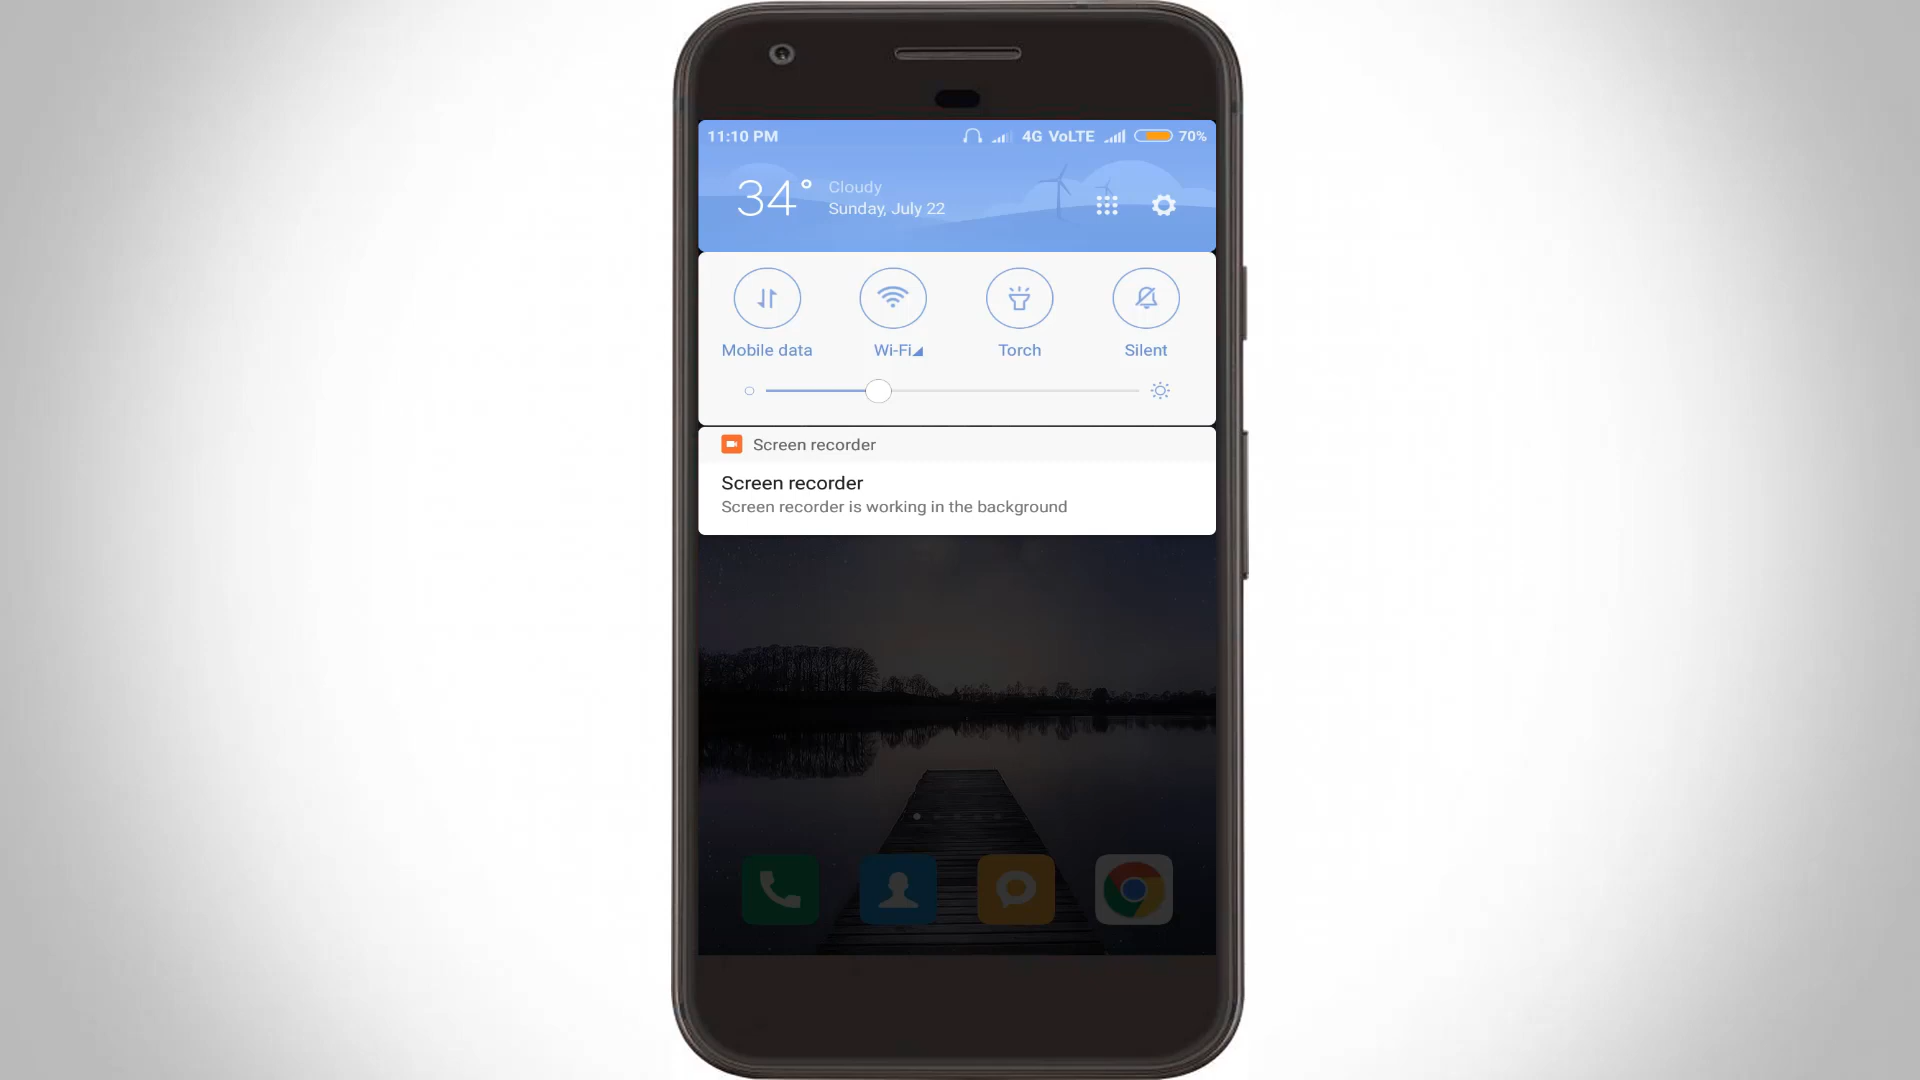 11:10 PM 4G VoLTE 70%
34° Cloudy
Sunday, July 22
Mobile data Wi-Fi Torch Silent
Screen recorder
Screen recorder
Screen recorder is working in the background